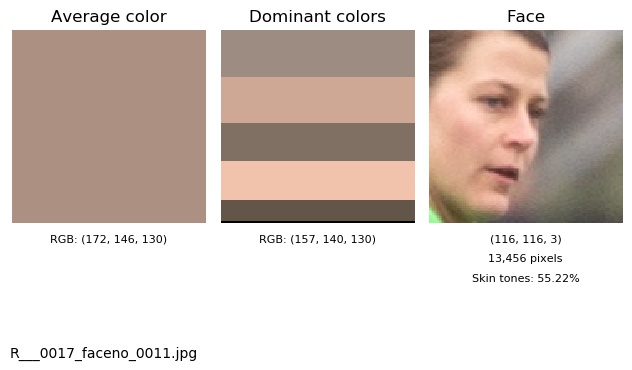 Average color
Dominant colors
Face
RGB: (172, 146, 130)
RGB: (157, 140, 130)
(116, 116, 3)
13,456 pixels
Skin tones: 55.22%
R___0017_faceno_0011.jpg